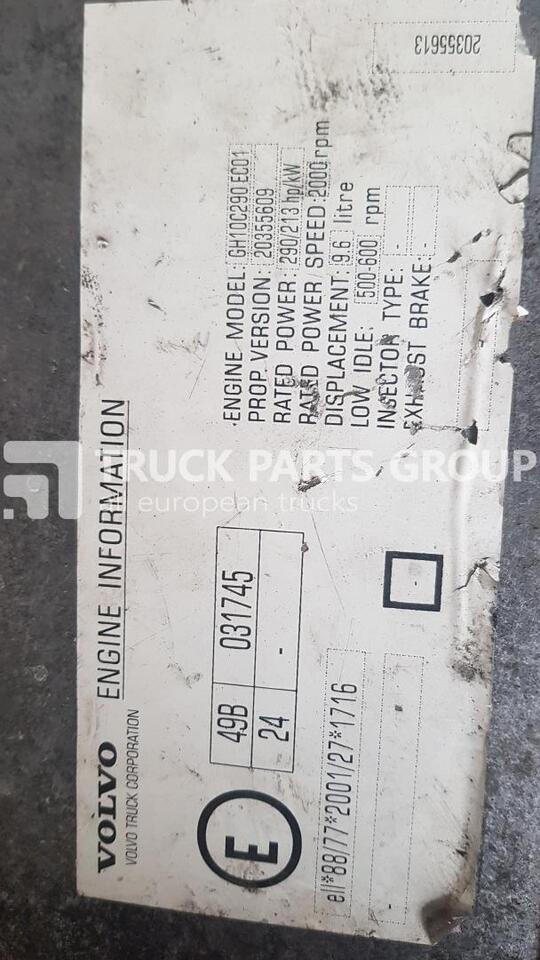 VOLVO ENGINE INFORMATION
VOLVO TRUCK CORPORATION
E
49B 031745
24 -
ENGINE MODEL: GH10C290 EC01
PROP. VERSION: 20355609
RATED POWER: 290/213 hp/kW
RATED POWER/SPEED: 2000 rpm
DISPLACEMENT: 9.6 litre
LOW IDLE: 500-600 rpm
INJECTOR TYPE: -
EXHAUST BRAKE: -
ell*88/77*2001/27*1716
-
-
20355613
TRUCK PARTS GROUP
all european trucks